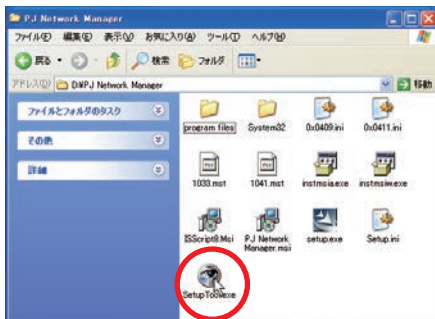 PJ Network Manager
ファイル(F) 編集(E) 表示(V) お気に入り(A) ツール(T) ヘルプ(H)
戻る 検索 フォルダ
アドレス(D) D:¥PJ Network Manager 移動
ファイルとフォルダのタスク
その他
詳細
program files System32 0x0409.ini 0x0411.ini
1033.mst 1041.mst instmsia.exe instmsiw.exe
ISScript8.Msi PJ Network Manager.msi setup.exe Setup.ini
SetupTool.exe